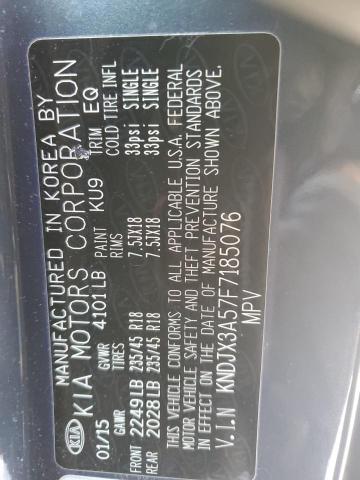 MANUFACTURED IN KOREA BY
KIA KIA MOTORS CORPORATION
01/15 GVWR 4101LB PAINT KU9 TRIM EQ
GAWR TIRES RIMS COLD TIRE INFL
FRONT 2249LB 235/45 R18 7.5JX18 33psi SINGLE
REAR 2028LB 235/45 R18 7.5JX18 33psi SINGLE
THIS VEHICLE CONFORMS TO ALL APPLICABLE U.S.A. FEDERAL
MOTOR VEHICLE SAFETY AND THEFT PREVENTION STANDARDS
IN EFFECT ON THE DATE OF MANUFACTURE SHOWN ABOVE.
V.I.N KNDJX3A57F7185076
MPV